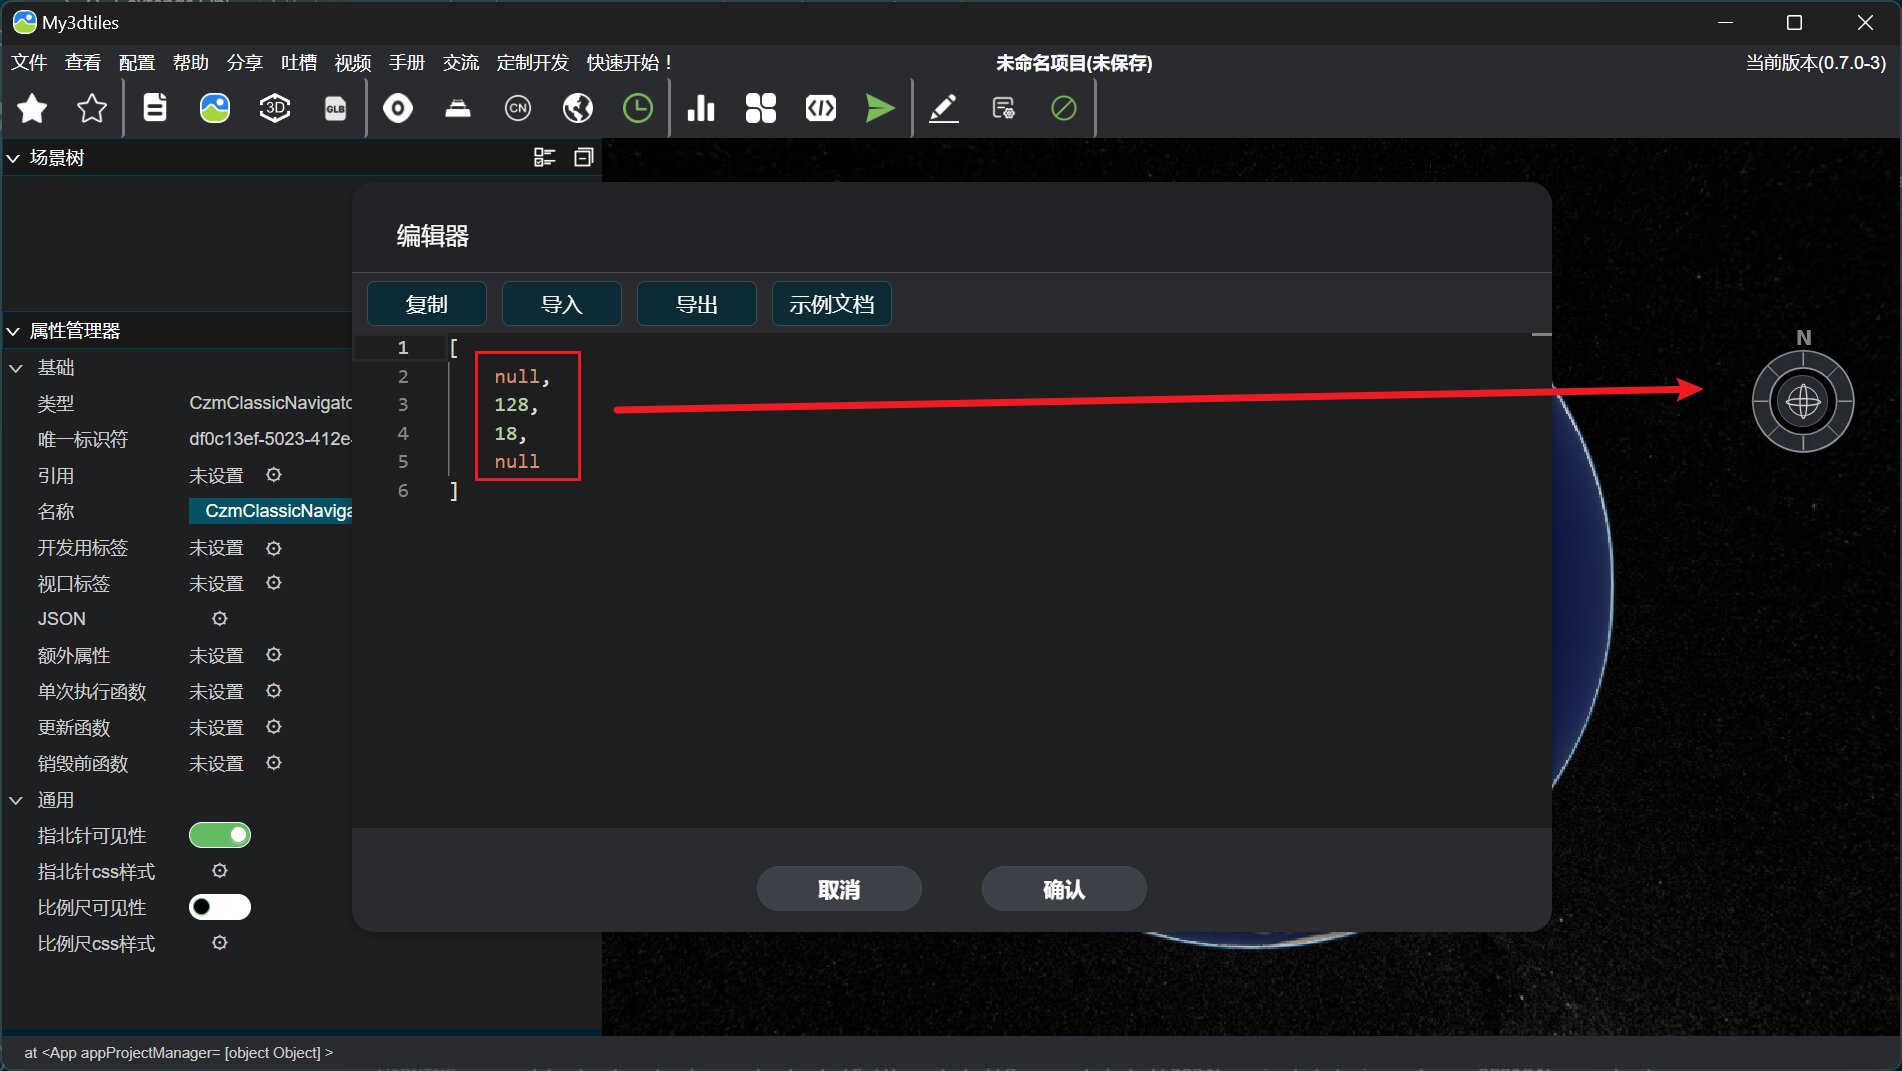 My3dtiles
文件 查看 配置 帮助 分享 吐槽 视频 手册 交流 定制开发 快速开始！ 未命名项目(未保存) 当前版本(0.7.0-3)
3D GLB CN
场景树
编辑器
复制 导入 导出 示例文档
属性管理器
基础
类型 CzmClassicNavigato
唯一标识符 df0c13ef-5023-412e-
引用 未设置
名称 CzmClassicNaviga
开发用标签 未设置
视口标签 未设置
JSON
额外属性 未设置
单次执行函数 未设置
更新函数 未设置
销毁前函数 未设置
通用
指北针可见性
指北针css样式
比例尺可见性
比例尺css样式
1 [
2 null,
3 128,
4 18,
5 null
6 ]
N
取消 确认
at <App appProjectManager= [object Object] >